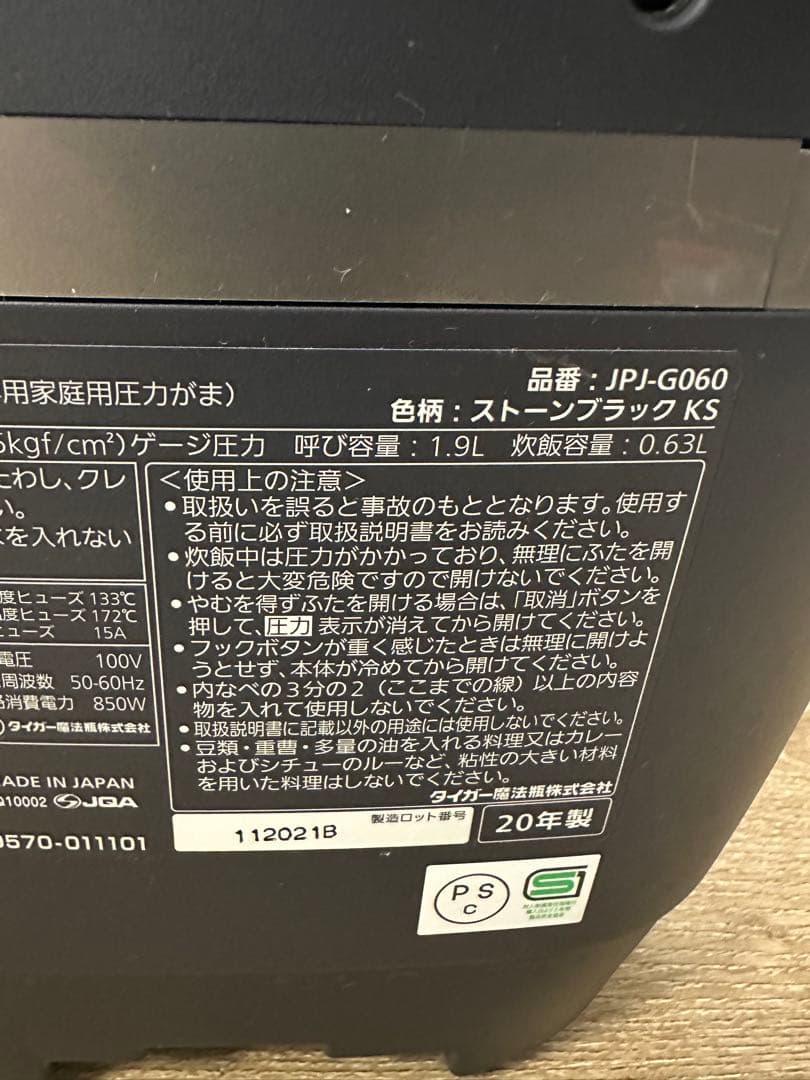 品番：JPJ-G060
用家庭用圧力がま）
色柄：ストーンブラック KS
kgf/cm²)ゲージ圧力 呼び容量：1.9L 炊飯容量：0.63L
たわし、クレ
い。
を入れない
＜使用上の注意＞
●取扱いを誤ると事故のもととなります。使用す
る前に必ず取扱説明書をお読みください。
●炊飯中は圧力がかかっており、無理にふたを開
けると大変危険ですので開けないでください。
●やむを得ずふたを開ける場合は、「取消」ボタンを
押して、圧力 表示が消えてから開けてください。
●フックボタンが重く感じたときは無理に開けよ
うとせず、本体が冷めてから開けてください。
●内なべの３分の２（ここまでの線）以上の内容
物を入れて使用しないでください。
●取扱説明書に記載以外の用途には使用しないでください。
●豆類・重曹・多量の油を入れる料理又はカレー
およびシチューのルーなど、粘性の大きい材料
を用いた料理はしないでください。
タイガー魔法瓶株式会社
度ヒューズ 133℃
温度ヒューズ 172℃
ヒューズ 15A
電圧 100V
周波数 50-60Hz
消費電力 850W
タイガー魔法瓶株式会社
MADE IN JAPAN
10002 JQA
0570-011101
製造ロット番号
112021B
20年製
PS
C
S